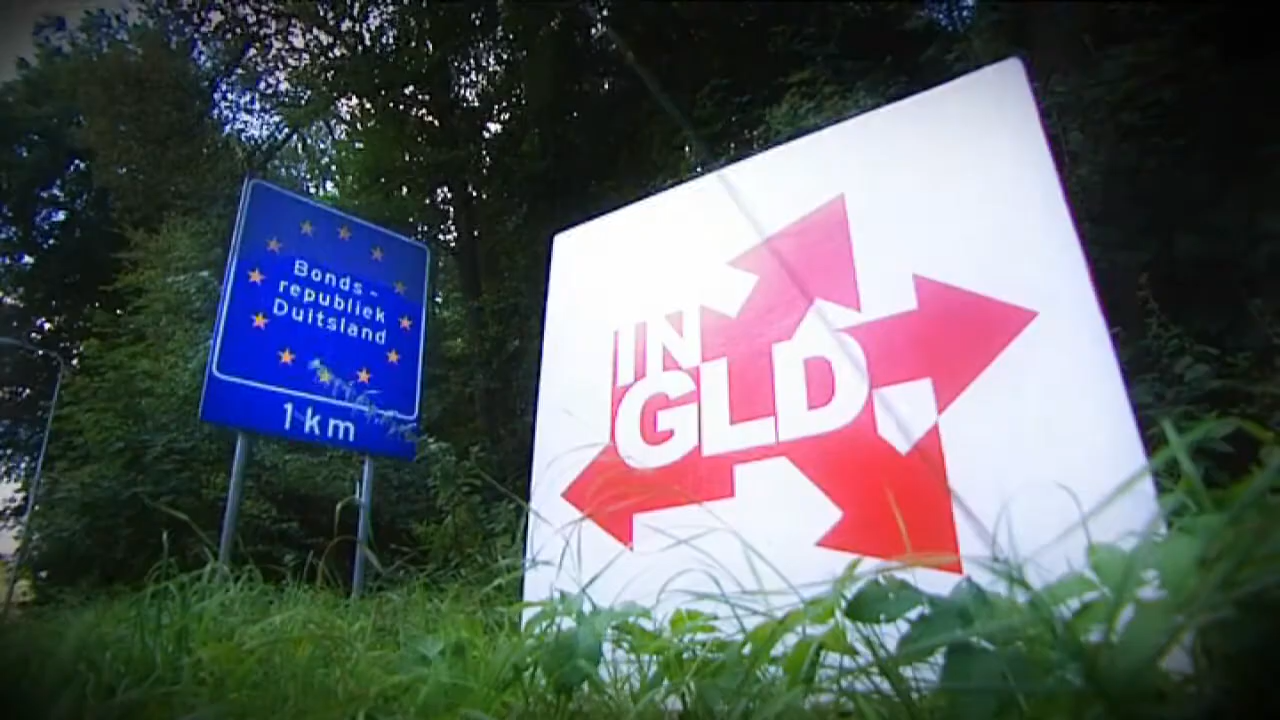 Bonds-
republiek
Duitsland
1 km
IN
GLD